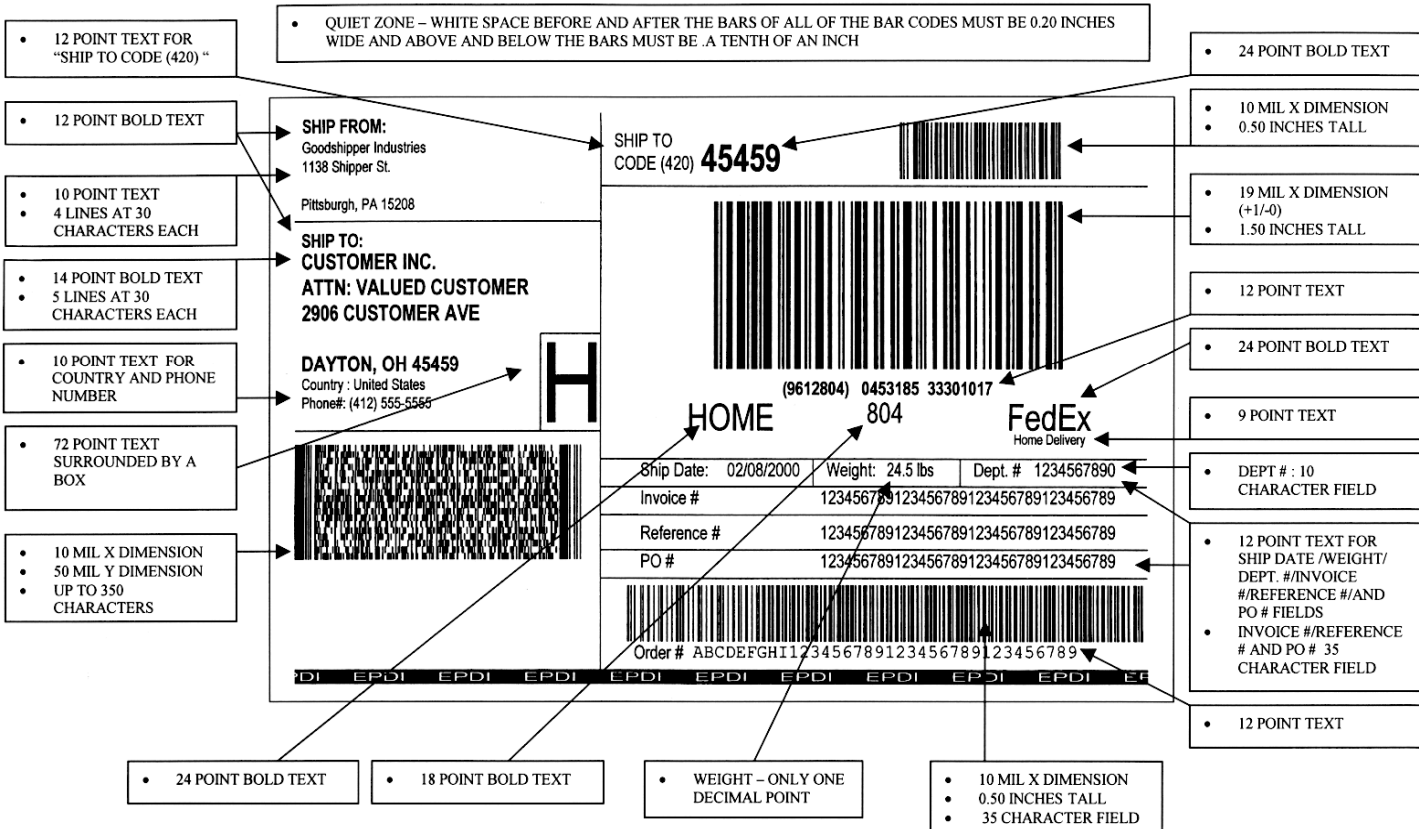 • QUIET ZONE – WHITE SPACE BEFORE AND AFTER THE BARS OF ALL OF THE BAR CODES MUST BE 0.20 INCHES
WIDE AND ABOVE AND BELOW THE BARS MUST BE .A TENTH OF AN INCH
• 12 POINT TEXT FOR
"SHIP TO CODE (420) “
• 12 POINT BOLD TEXT
• 10 POINT TEXT
• 4 LINES AT 30
CHARACTERS EACH
• 14 POINT BOLD TEXT
• 5 LINES AT 30
CHARACTERS EACH
• 10 POINT TEXT FOR
COUNTRY AND PHONE
NUMBER
• 72 POINT TEXT
SURROUNDED BY A
BOX
• 10 MIL X DIMENSION
• 50 MIL Y DIMENSION
• UP TO 350
CHARACTERS
SHIP FROM:
Goodshipper Industries
1138 Shipper St.
Pittsburgh, PA 15208
SHIP TO:
CUSTOMER INC.
ATTN: VALUED CUSTOMER
2906 CUSTOMER AVE
DAYTON, OH 45459
Country : United States
Phone#: (412) 555-5555
H
SHIP TO
CODE (420) 45459
(9612804) 0453185 33301017
HOME 804 FedEx
Home Delivery
Ship Date: 02/08/2000 Weight: 24.5 lbs Dept. # 1234567890
Invoice # 123456789123456789123456789123456789
Reference # 123456789123456789123456789123456789
PO # 123456789123456789123456789123456789
Order # ABCDEFGHI123456789123456789123456789
PDI EPDI EPDI EPDI EPDI EPDI EPDI EPDI EPDI EPDI EF
• 24 POINT BOLD TEXT
• 10 MIL X DIMENSION
• 0.50 INCHES TALL
• 19 MIL X DIMENSION
(+1/-0)
• 1.50 INCHES TALL
• 12 POINT TEXT
• 24 POINT BOLD TEXT
• 9 POINT TEXT
• DEPT # : 10
CHARACTER FIELD
• 12 POINT TEXT FOR
SHIP DATE /WEIGHT/
DEPT. #/INVOICE
#/REFERENCE #/AND
PO # FIELDS
• INVOICE #/REFERENCE
# AND PO # 35
CHARACTER FIELD
• 12 POINT TEXT
• 24 POINT BOLD TEXT
• 18 POINT BOLD TEXT
• WEIGHT – ONLY ONE
DECIMAL POINT
• 10 MIL X DIMENSION
• 0.50 INCHES TALL
• 35 CHARACTER FIELD